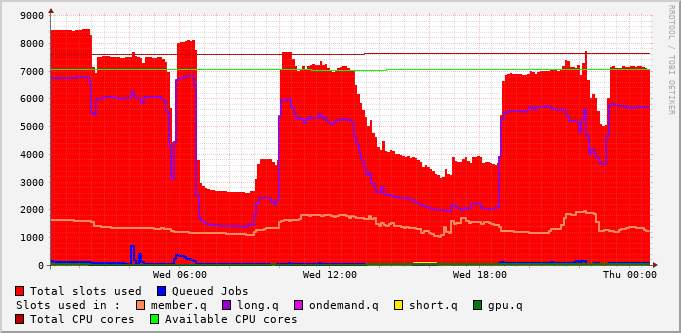 RRDTOOL / TOBI OETIKER
9000
8000
7000
6000
5000
4000
3000
2000
1000
0
Wed 06:00 Wed 12:00 Wed 18:00 Thu 00:00
Total slots used Queued Jobs
Slots used in : member.q long.q ondemand.q short.q gpu.q
Total CPU cores Available CPU cores